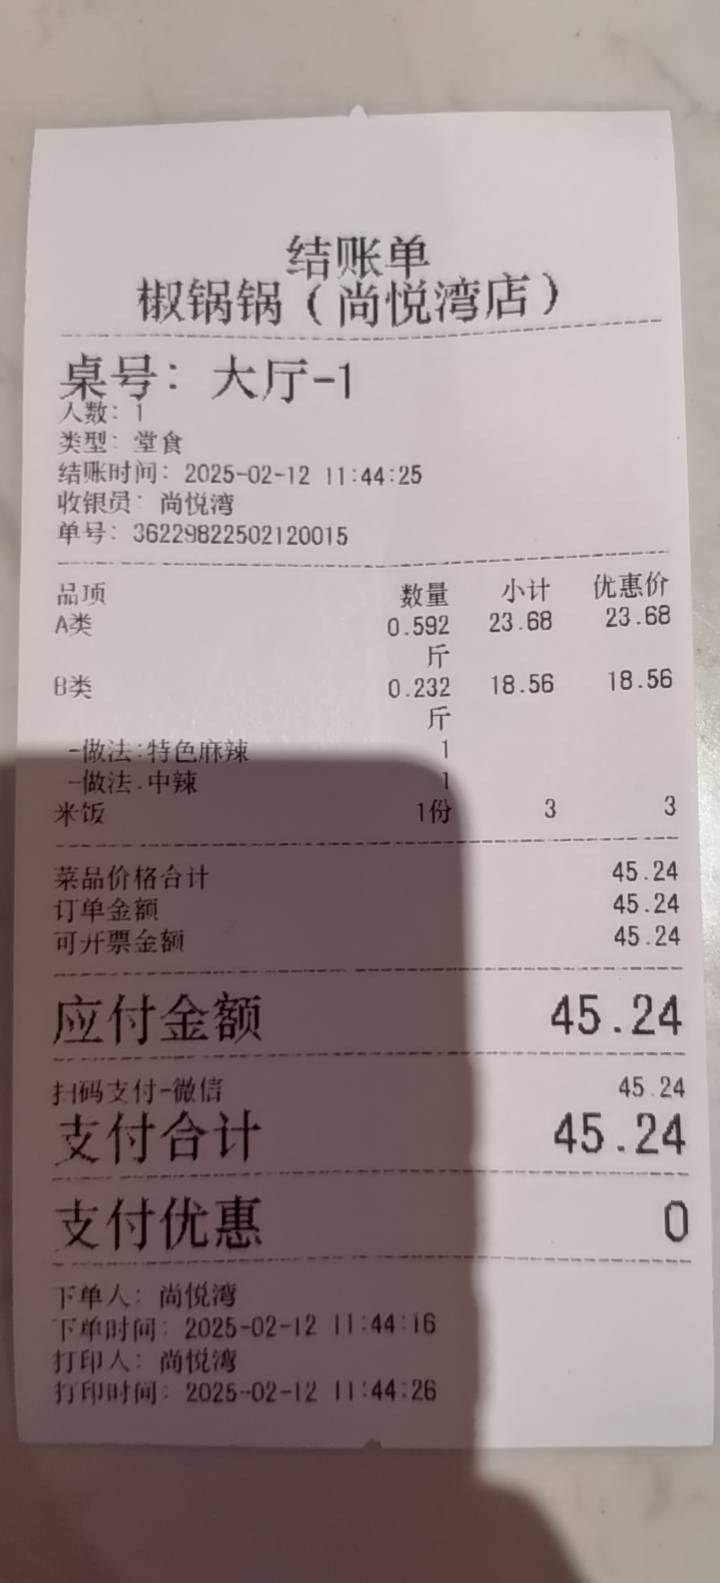 结账单
椒锅锅（尚悦湾店）
桌号：大厅-1
人数：1
类型：堂食
结账时间：2025-02-12 11:44:25
收银员：尚悦湾
单号：36229822502120015
品项 数量 小计 优惠价
A类 0.592 23.68 23.68
斤
B类 0.232 18.56 18.56
斤
-做法:特色麻辣 1
-做法:中辣 1
米饭 1份 3 3
菜品价格合计 45.24
订单金额 45.24
可开票金额 45.24
应付金额 45.24
扫码支付-微信 45.24
支付合计 45.24
支付优惠 0
下单人：尚悦湾
下单时间：2025-02-12 11:44:16
打印人：尚悦湾
打印时间：2025-02-12 11:44:26